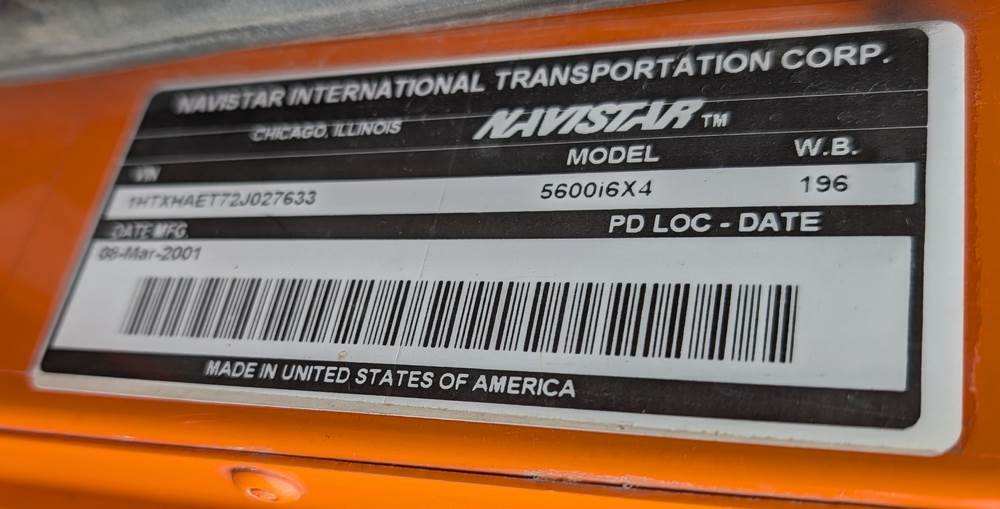 NAVISTAR INTERNATIONAL TRANSPORTATION CORP.
CHICAGO, ILLINOIS NAVISTAR™
VIN MODEL W.B.
1HTXHAET72J027633 5600i6X4 196
DATE MFG PD LOC - DATE
08-Mar-2001
MADE IN UNITED STATES OF AMERICA